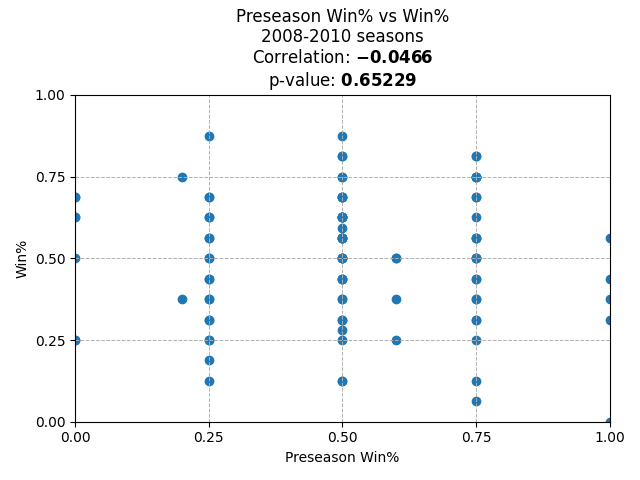 Preseason Win% vs Win%
2008-2010 seasons
Correlation: −0.0466
p-value: 0.65229
1.00
0.75
0.50
0.25
0.00
Win%
0.00 0.25 0.50 0.75 1.00
Preseason Win%